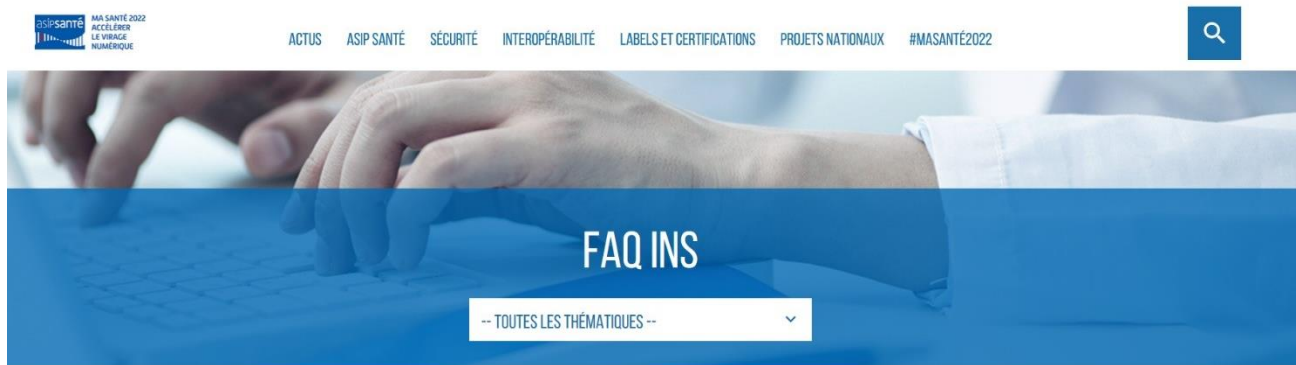 asipsanté
MA SANTÉ 2022
ACCÉLÉRER
LE VIRAGE
NUMÉRIQUE
ACTUS ASIP SANTÉ SÉCURITÉ INTEROPÉRABILITÉ LABELS ET CERTIFICATIONS PROJETS NATIONAUX #MASANTÉ2022
FAQ INS
-- TOUTES LES THÉMATIQUES --